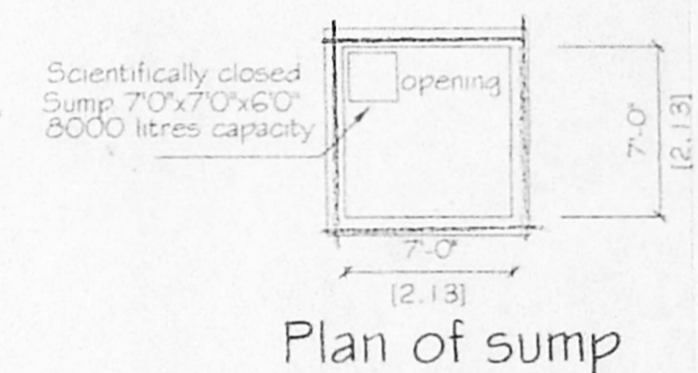 Scientifically closed
Sump 7'0"x7'0"x6'0"
8000 litres capacity
opening
7'-0"
[2.13]
7'-0"
[2.13]
Plan of sump